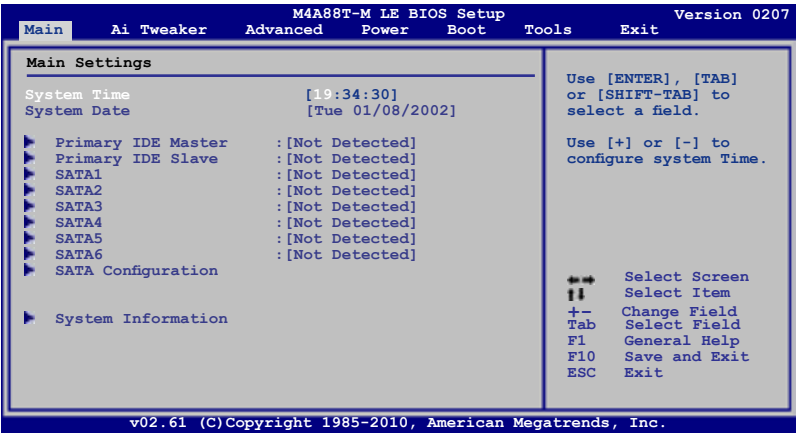 M4A88T-M LE BIOS Setup Version 0207
Main Ai Tweaker Advanced Power Boot Tools Exit
Main Settings
System Time [19:34:30]
System Date [Tue 01/08/2002]
Primary IDE Master :[Not Detected]
Primary IDE Slave :[Not Detected]
SATA1 :[Not Detected]
SATA2 :[Not Detected]
SATA3 :[Not Detected]
SATA4 :[Not Detected]
SATA5 :[Not Detected]
SATA6 :[Not Detected]
SATA Configuration
System Information
Use [ENTER], [TAB]
or [SHIFT-TAB] to
select a field.
Use [+] or [-] to
configure system Time.
←→ Select Screen
↑↓ Select Item
+- Change Field
Tab Select Field
F1 General Help
F10 Save and Exit
ESC Exit
v02.61 (C)Copyright 1985-2010, American Megatrends, Inc.